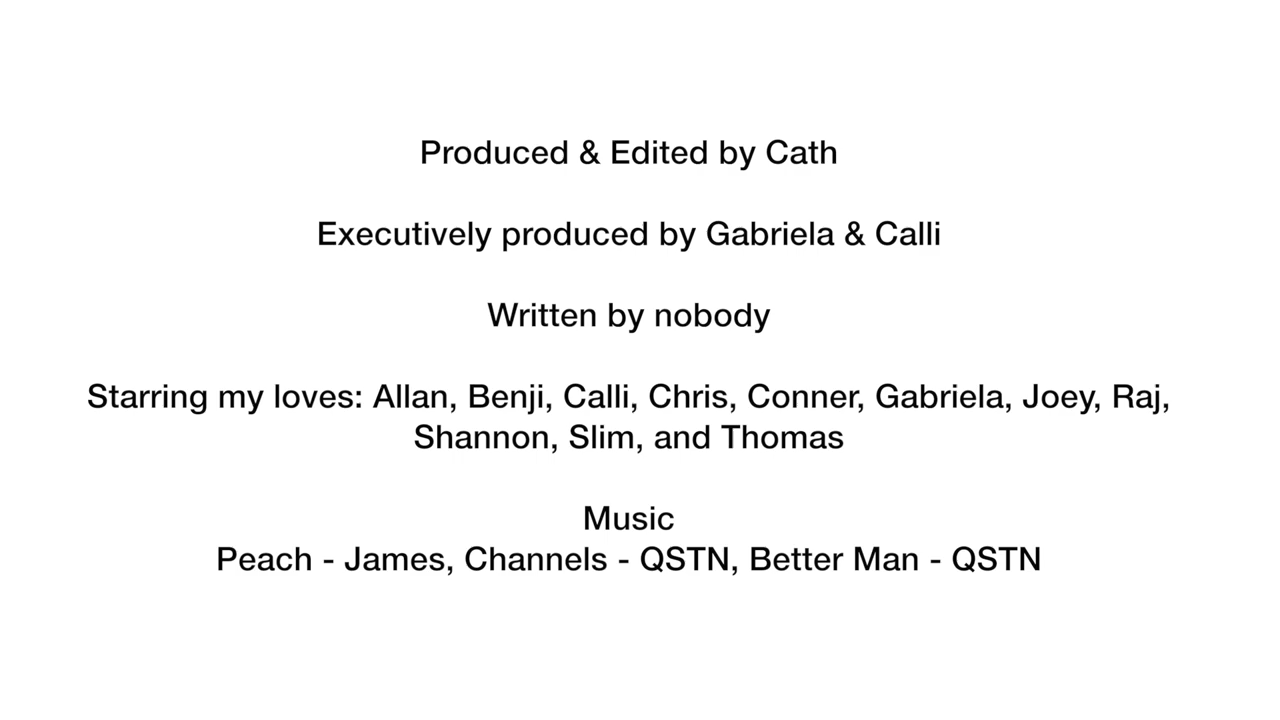 Produced & Edited by Cath
Executively produced by Gabriela & Calli
Written by nobody
Starring my loves: Allan, Benji, Calli, Chris, Conner, Gabriela, Joey, Raj,
Shannon, Slim, and Thomas
Music
Peach - James, Channels - QSTN, Better Man - QSTN